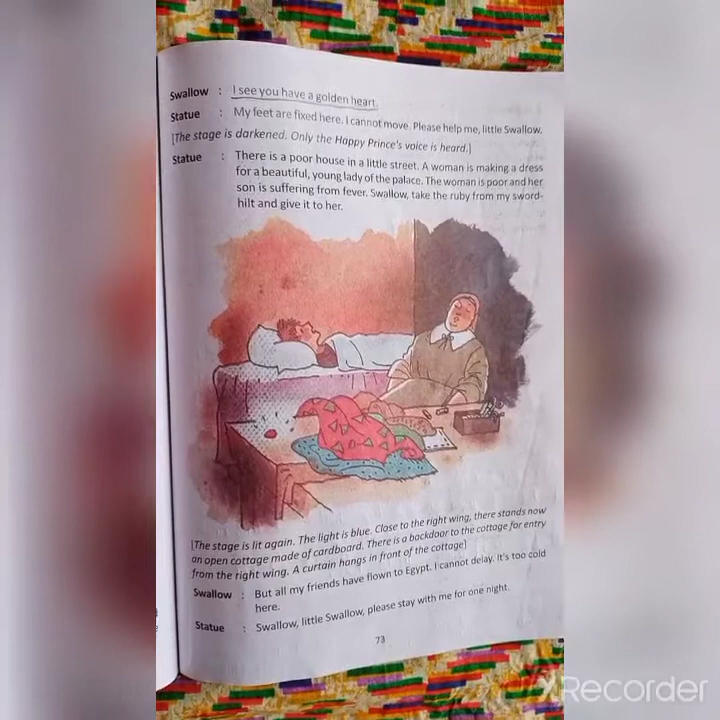 Swallow : I see you have a golden heart.
Statue : My feet are fixed here. I cannot move. Please help me, little Swallow.
[The stage is darkened. Only the Happy Prince's voice is heard.]
Statue : There is a poor house in a little street. A woman is making a dress
for a beautiful, young lady of the palace. The woman is poor and her
son is suffering from fever. Swallow, take the ruby from my sword-
hilt and give it to her.
[The stage is lit again. The light is blue. Close to the right wing, there stands now
an open cottage made of cardboard. There is a backdoor to the cottage for entry
from the right wing. A curtain hangs in front of the cottage]
Swallow : But all my friends have flown to Egypt. I cannot delay. It's too cold
here.
Statue : Swallow, little Swallow, please stay with me for one night.
73
XRecorder